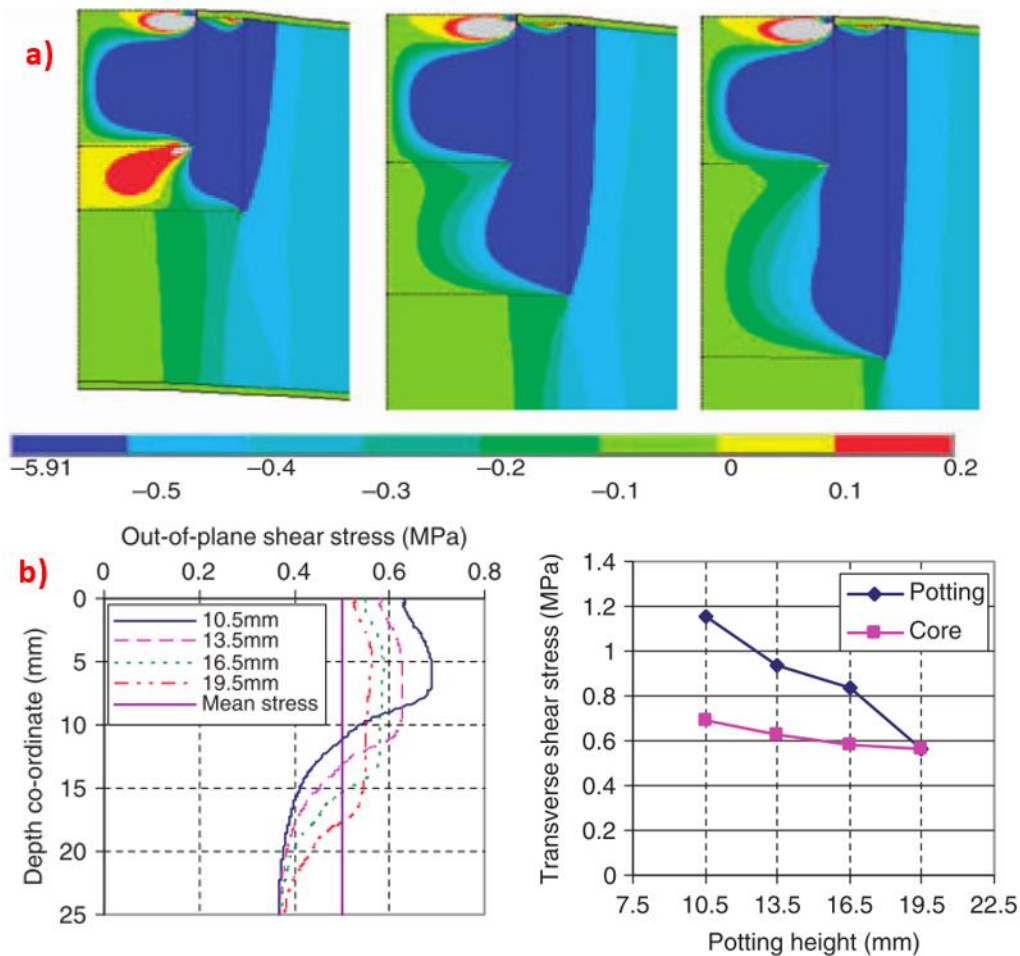 a)
−5.91 −0.4 −0.2 0 0.2
−0.5 −0.3 −0.1 0.1
b)
Out-of-plane shear stress (MPa)
0 0.2 0.4 0.6 0.8
0
5
10
15
20
25
Depth co-ordinate (mm)
10.5mm
13.5mm
16.5mm
19.5mm
Mean stress
Transverse shear stress (MPa)
1.4
1.2
1
0.8
0.6
0.4
0.2
0
Potting
Core
7.5 10.5 13.5 16.5 19.5 22.5
Potting height (mm)